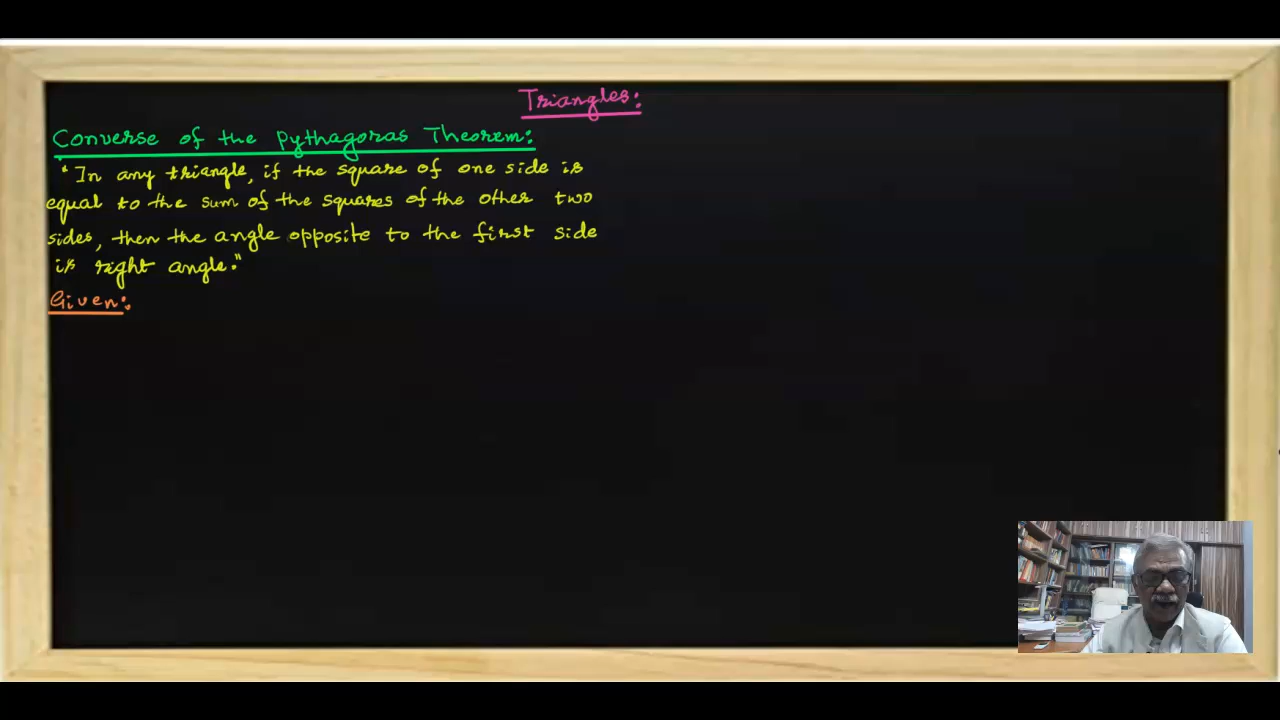 Triangles:
Converse of the Pythagoras Theorem:
"In any triangle, if the square of one side is
equal to the sum of the squares of the other two
sides, then the angle opposite to the first side
is right angle."
Given: